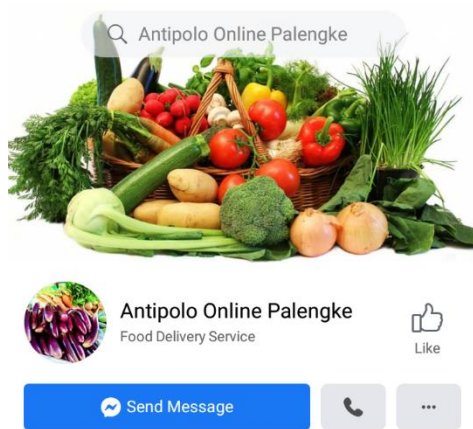 Antipolo Online Palengke
Antipolo Online Palengke
Food Delivery Service
Like
Send Message